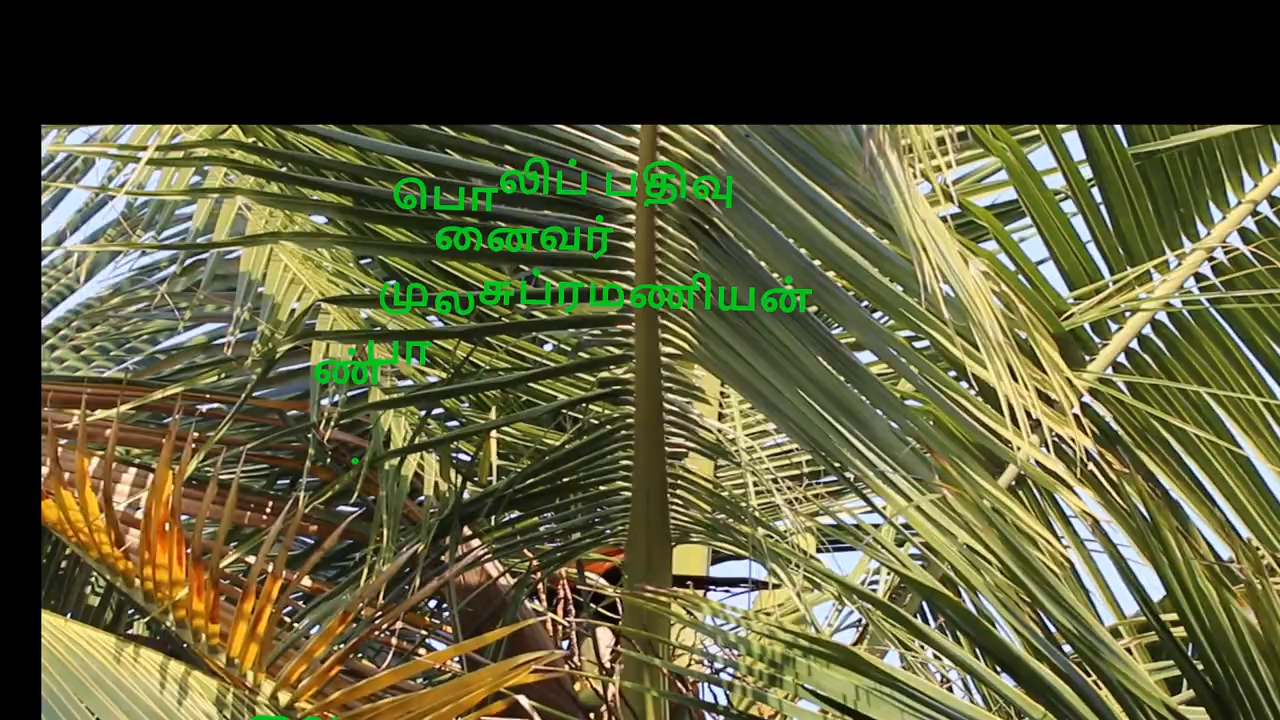 பொலிப் பதிவு
னைவர்
முலசுப்ரமணியன்
ண்பா